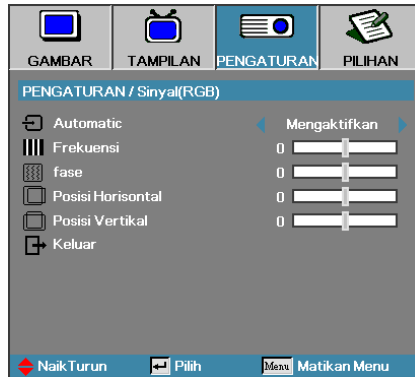 GAMBAR TAMPILAN PENGATURAN PILIHAN
PENGATURAN / Sinyal(RGB)
Automatic Mengaktifkan
Frekuensi 0
fase 0
Posisi Horisontal 0
Posisi Vertikal 0
Keluar
NaikTurun Pilih Menu Matikan Menu